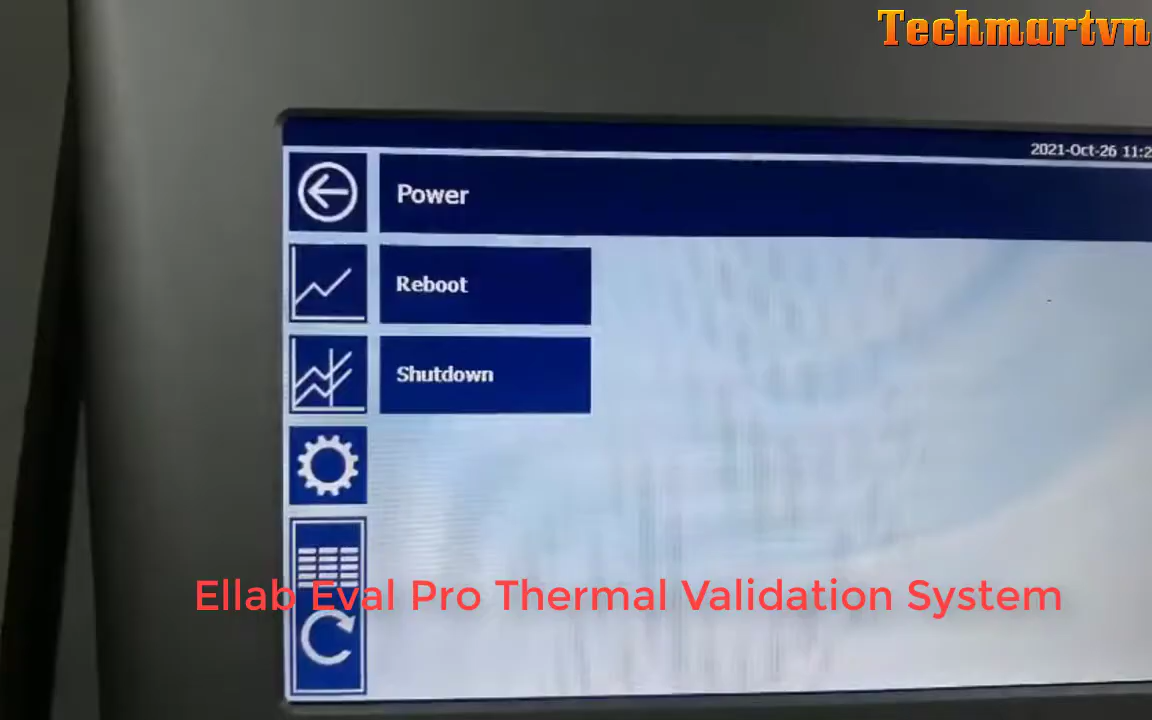 Techmartvn
2021-Oct-26 11:2
Power
Reboot
Shutdown
Ellab Eval Pro Thermal Validation System